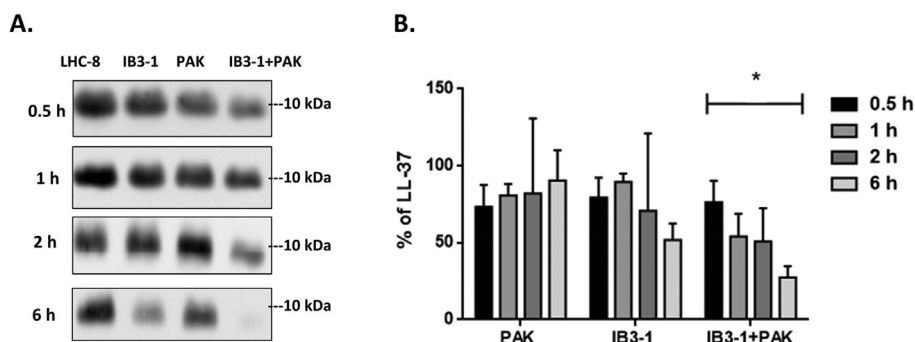 A.
LHC-8 IB3-1 PAK IB3-1+PAK
0.5 h --10 kDa
1 h --10 kDa
2 h --10 kDa
6 h ---10 kDa
B.
% of LL-37
150
100
50
0
*
0.5 h
1 h
2 h
6 h
PAK IB3-1 IB3-1+PAK